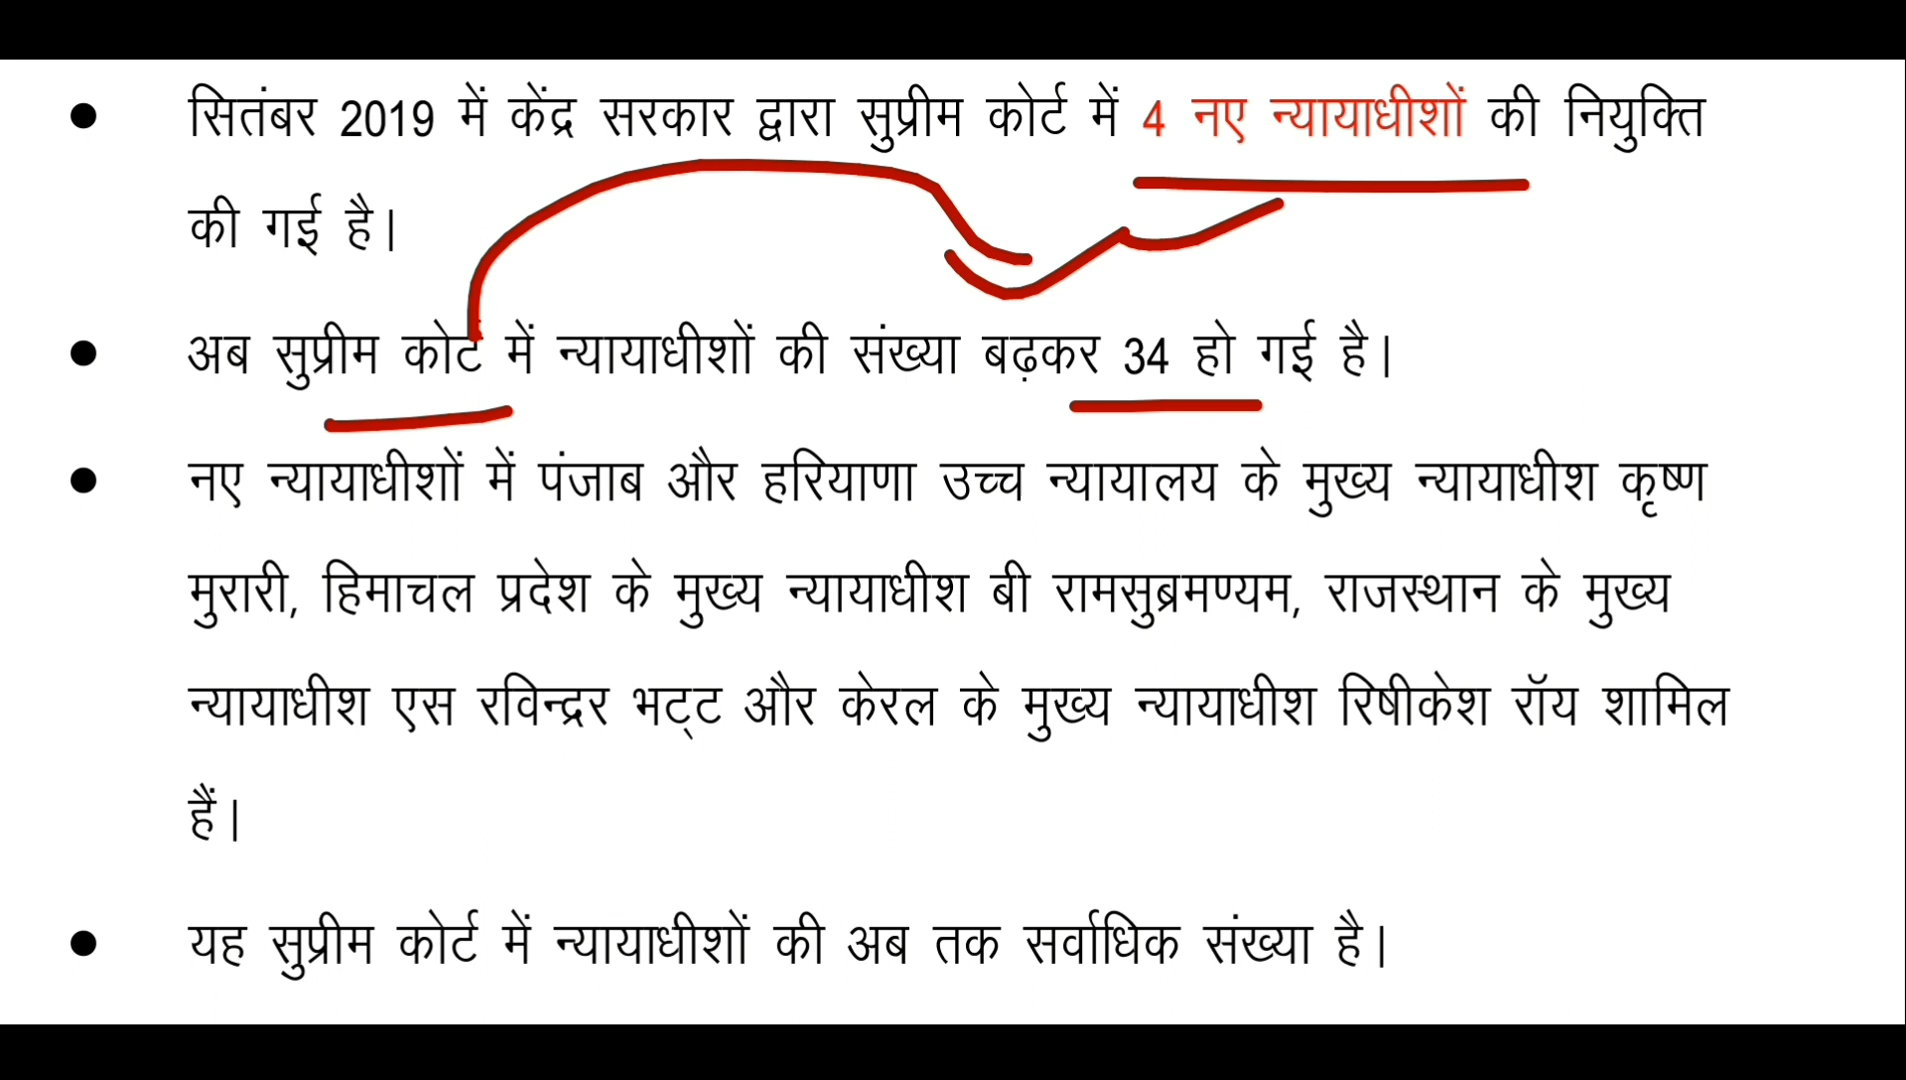 ● सितंबर 2019 में केंद्र सरकार द्वारा सुप्रीम कोर्ट में 4 नए न्यायाधीशों की नियुक्ति
की गई है।
● अब सुप्रीम कोर्ट में न्यायाधीशों की संख्या बढ़कर 34 हो गई है।
● नए न्यायाधीशों में पंजाब और हरियाणा उच्च न्यायालय के मुख्य न्यायाधीश कृष्ण
मुरारी, हिमाचल प्रदेश के मुख्य न्यायाधीश बी रामसुब्रमण्यम, राजस्थान के मुख्य
न्यायाधीश एस रविन्द्रर भट्ट और केरल के मुख्य न्यायाधीश रिषीकेश रॉय शामिल
हैं।
● यह सुप्रीम कोर्ट में न्यायाधीशों की अब तक सर्वाधिक संख्या है।